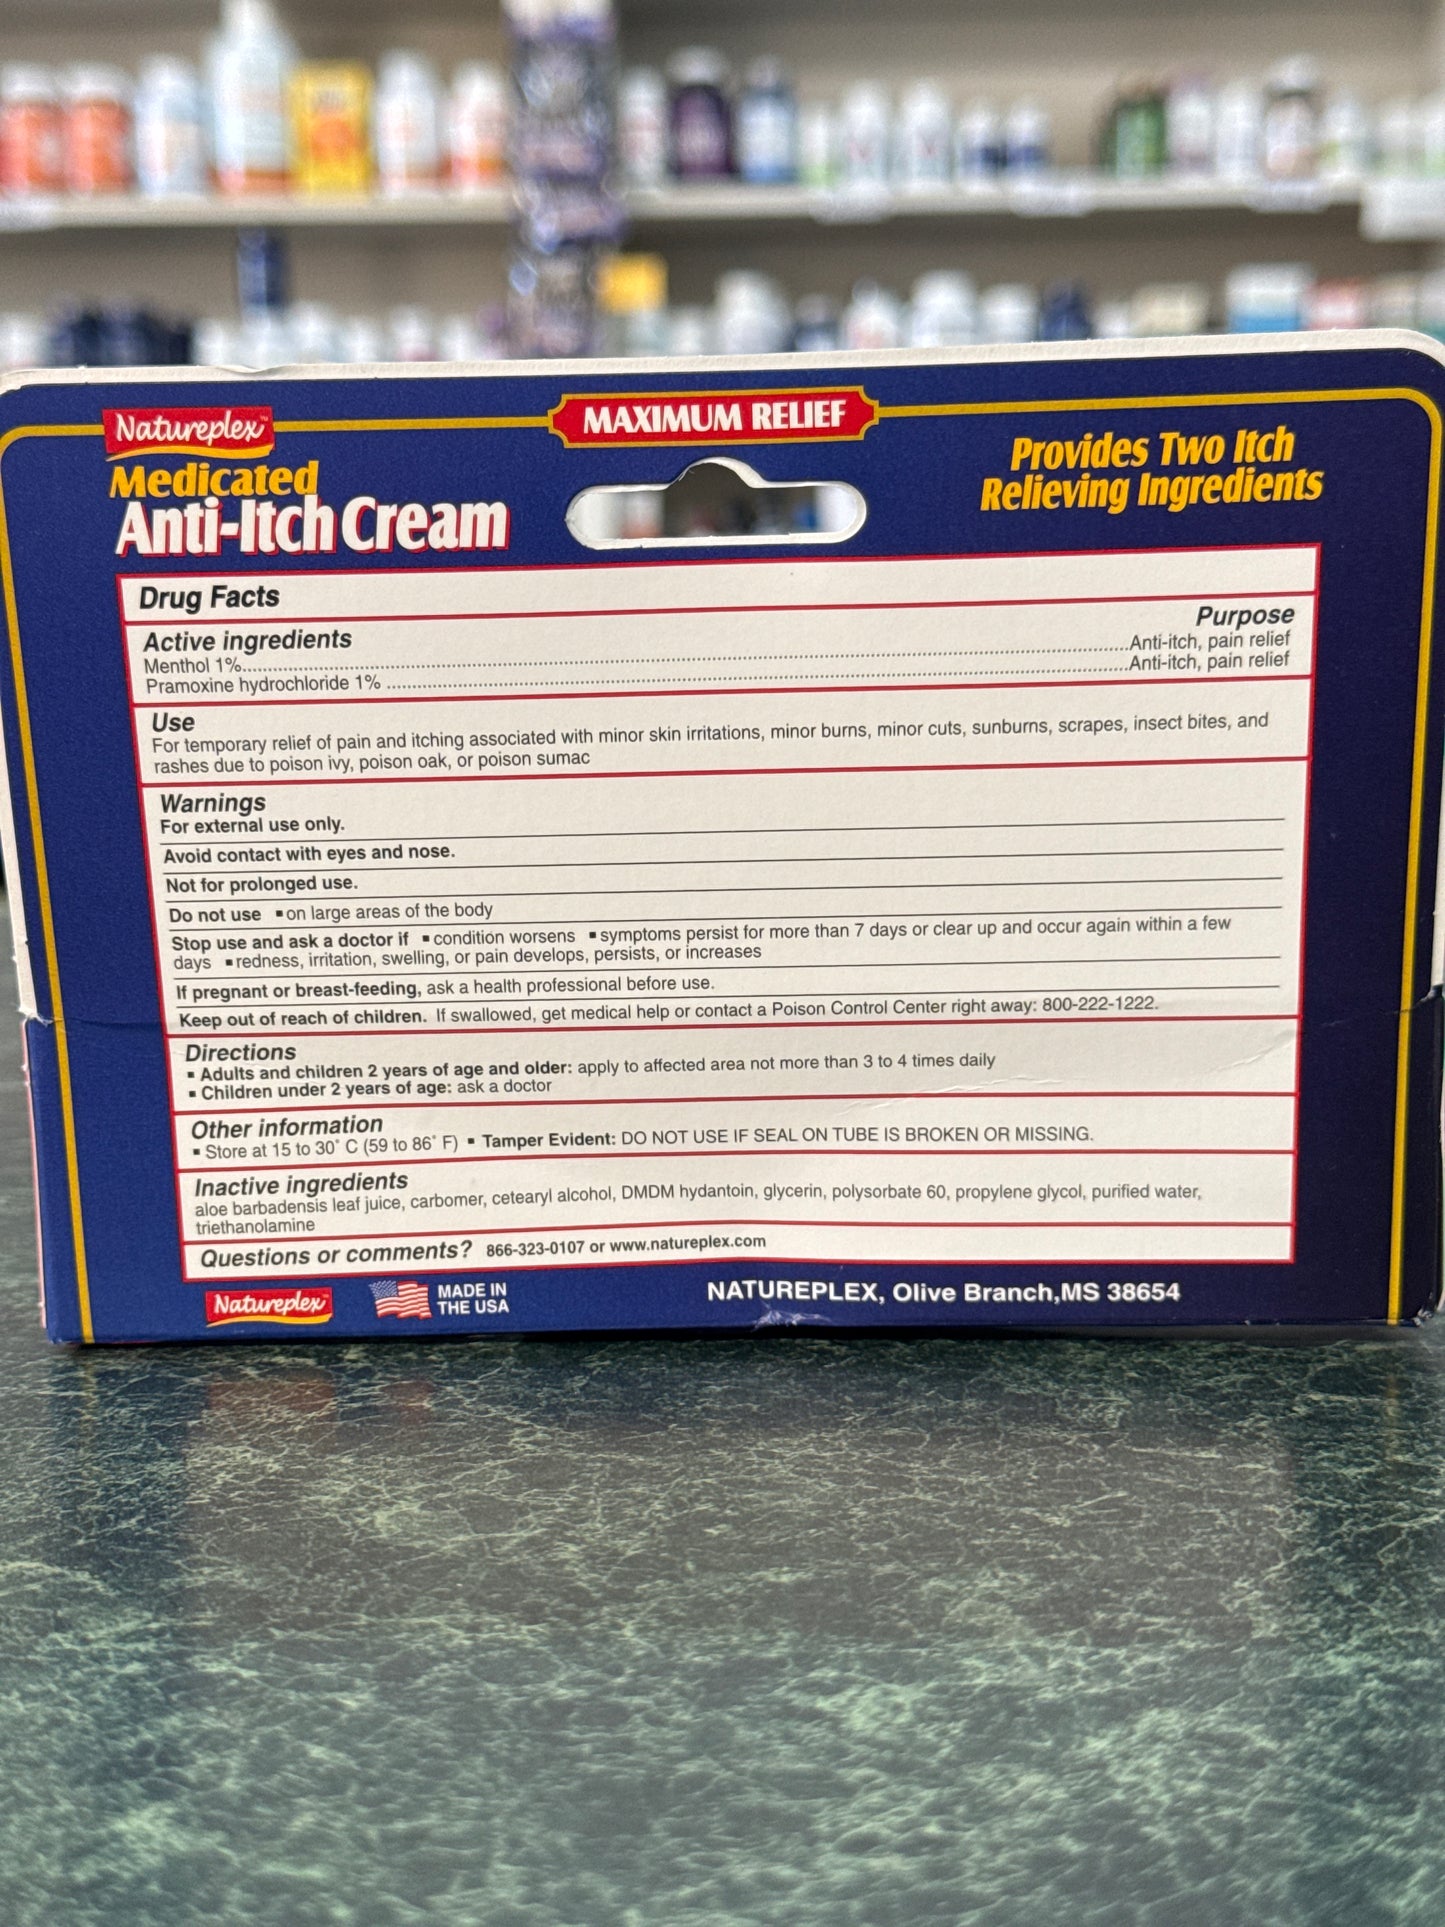 Natureplex™
MAXIMUM RELIEF
Medicated
Anti-Itch Cream
Provides Two Itch
Relieving Ingredients
Drug Facts
Active ingredients Purpose
Menthol 1%..........Anti-itch, pain relief
Pramoxine hydrochloride 1% ..........Anti-itch, pain relief
Use
For temporary relief of pain and itching associated with minor skin irritations, minor burns, minor cuts, sunburns, scrapes, insect bites, and
rashes due to poison ivy, poison oak, or poison sumac
Warnings
For external use only.
Avoid contact with eyes and nose.
Not for prolonged use.
Do not use ▪ on large areas of the body
Stop use and ask a doctor if ▪ condition worsens ▪ symptoms persist for more than 7 days or clear up and occur again within a few
days ▪ redness, irritation, swelling, or pain develops, persists, or increases
If pregnant or breast-feeding, ask a health professional before use.
Keep out of reach of children. If swallowed, get medical help or contact a Poison Control Center right away: 800-222-1222.
Directions
▪ Adults and children 2 years of age and older: apply to affected area not more than 3 to 4 times daily
▪ Children under 2 years of age: ask a doctor
Other information
▪ Store at 15 to 30° C (59 to 86° F) ▪ Tamper Evident: DO NOT USE IF SEAL ON TUBE IS BROKEN OR MISSING.
Inactive ingredients
aloe barbadensis leaf juice, carbomer, cetearyl alcohol, DMDM hydantoin, glycerin, polysorbate 60, propylene glycol, purified water,
triethanolamine
Questions or comments? 866-323-0107 or www.natureplex.com
Natureplex™
MADE IN
THE USA
NATUREPLEX, Olive Branch,MS 38654